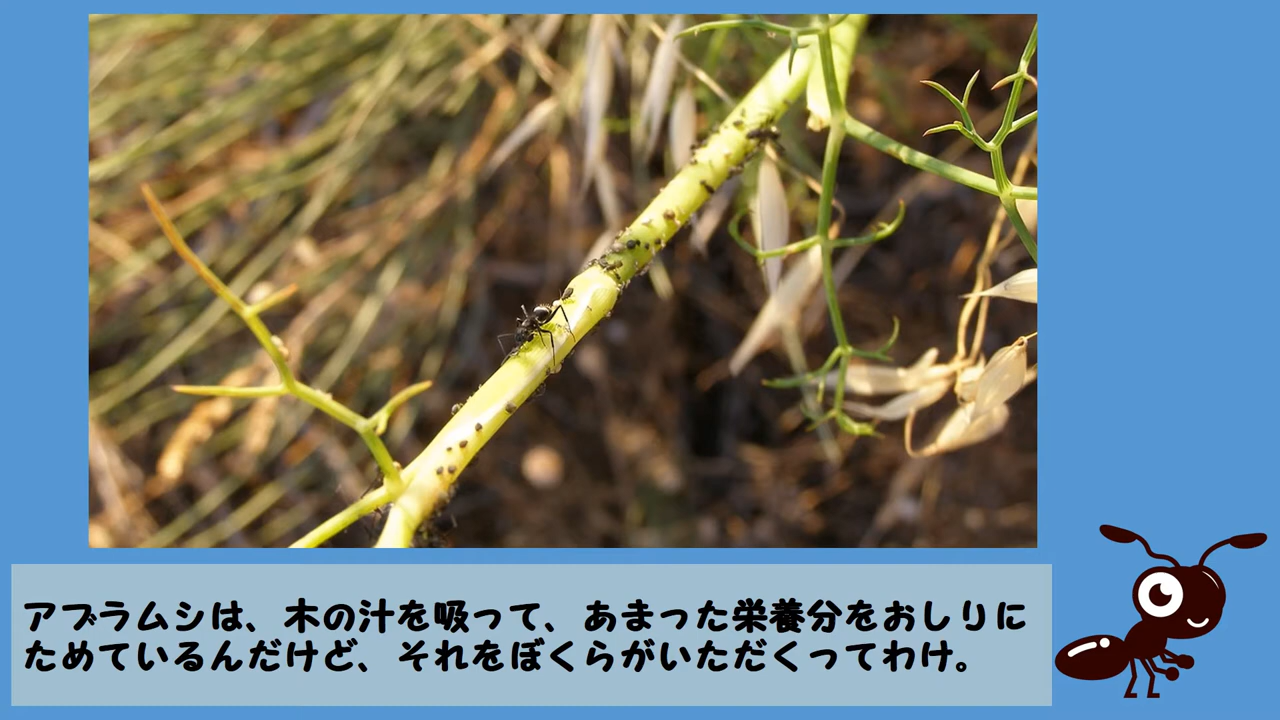 アブラムシは、木の汁を吸って、あまった栄養分をおしりに
ためているんだけど、それをぼくらがいただくってわけ。